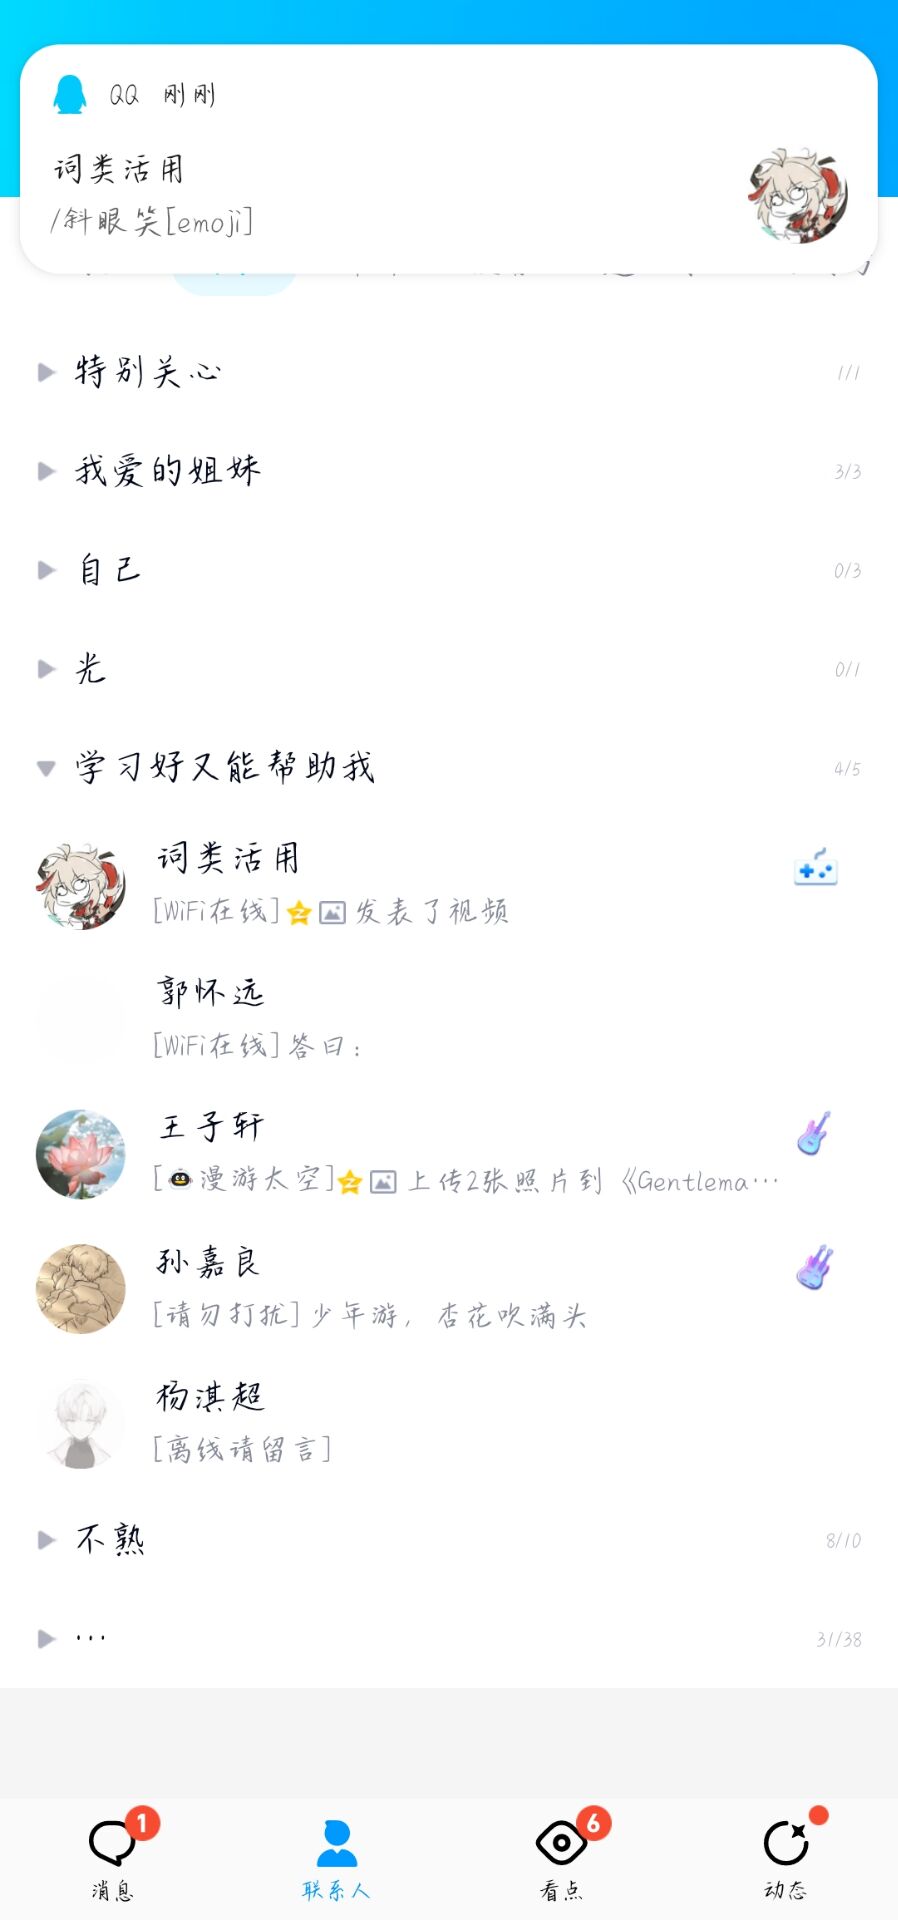 QQ 刚刚
词类活用
/斜眼笑[emoji]
特别关心 1/1
我爱的姐妹 3/3
自己 0/3
光 0/1
学习好又能帮助我 4/5
词类活用
[WiFi在线] 发表了视频
郭怀远
[WiFi在线] 答曰：
王子轩
[漫游太空] 上传2张照片到《Gentlema…
孙嘉良
[请勿打扰] 少年游，杏花吹满头
杨淇超
[离线请留言]
不熟 8/10
… 31/38
1 6
消息 联系人 看点 动态